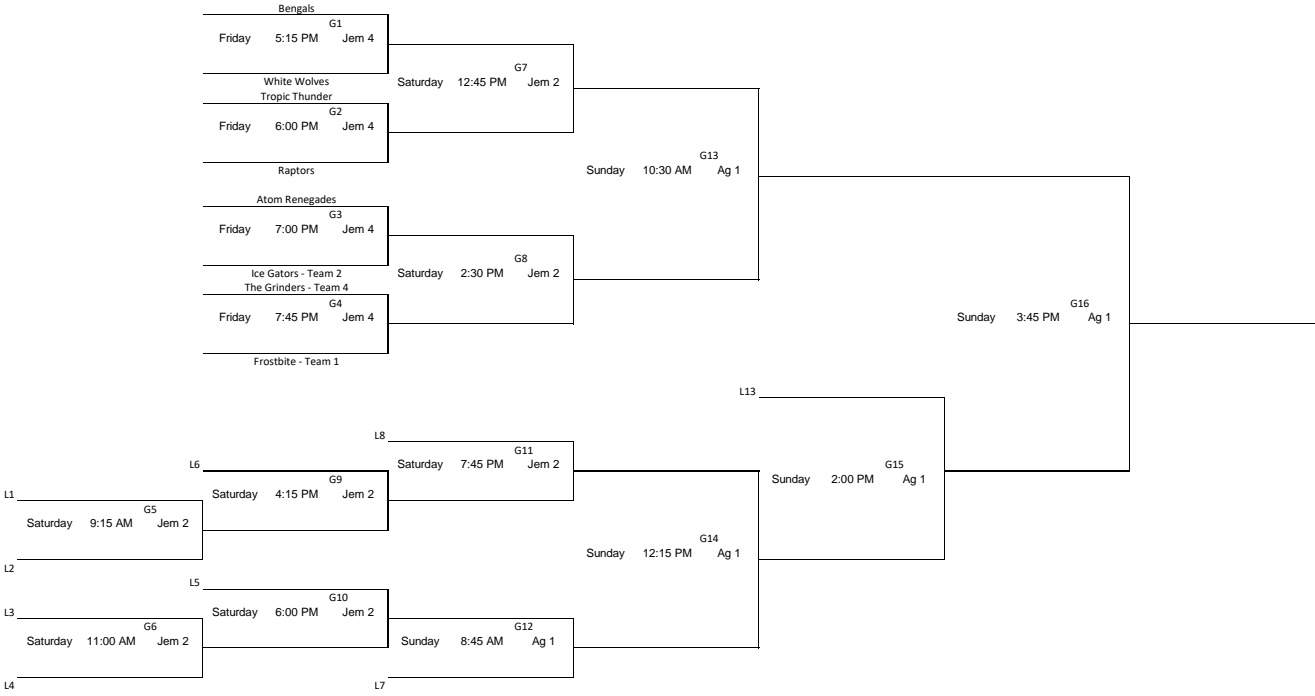 Bengals
G1
Friday 5:15 PM Jem 4
White Wolves
Tropic Thunder
G2
Friday 6:00 PM Jem 4
Raptors
Atom Renegades
G3
Friday 7:00 PM Jem 4
Ice Gators - Team 2
The Grinders - Team 4
G4
Friday 7:45 PM Jem 4
Frostbite - Team 1
G7
Saturday 12:45 PM Jem 2
G8
Saturday 2:30 PM Jem 2
G13
Sunday 10:30 AM Ag 1
G16
Sunday 3:45 PM Ag 1
L13
L8
G11
Saturday 7:45 PM Jem 2
L6
G9
Saturday 4:15 PM Jem 2
L1
G5
Saturday 9:15 AM Jem 2
L2
G15
Sunday 2:00 PM Ag 1
G14
Sunday 12:15 PM Ag 1
L5
G10
Saturday 6:00 PM Jem 2
L3
G6
Saturday 11:00 AM Jem 2
L4
G12
Sunday 8:45 AM Ag 1
L7